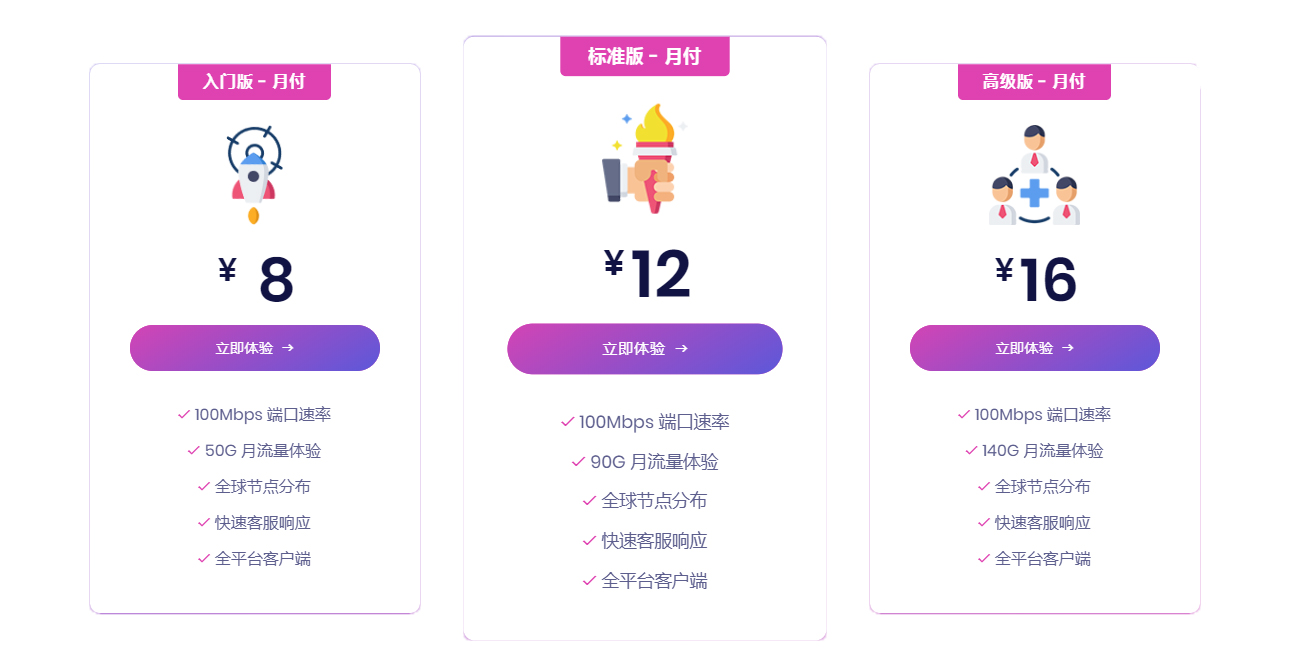 入门版 - 月付
¥ 8
立即体验 →
100Mbps 端口速率
50G 月流量体验
全球节点分布
快速客服响应
全平台客户端
标准版 - 月付
¥12
立即体验 →
100Mbps 端口速率
90G 月流量体验
全球节点分布
快速客服响应
全平台客户端
高级版 - 月付
¥16
立即体验 →
100Mbps 端口速率
140G 月流量体验
全球节点分布
快速客服响应
全平台客户端